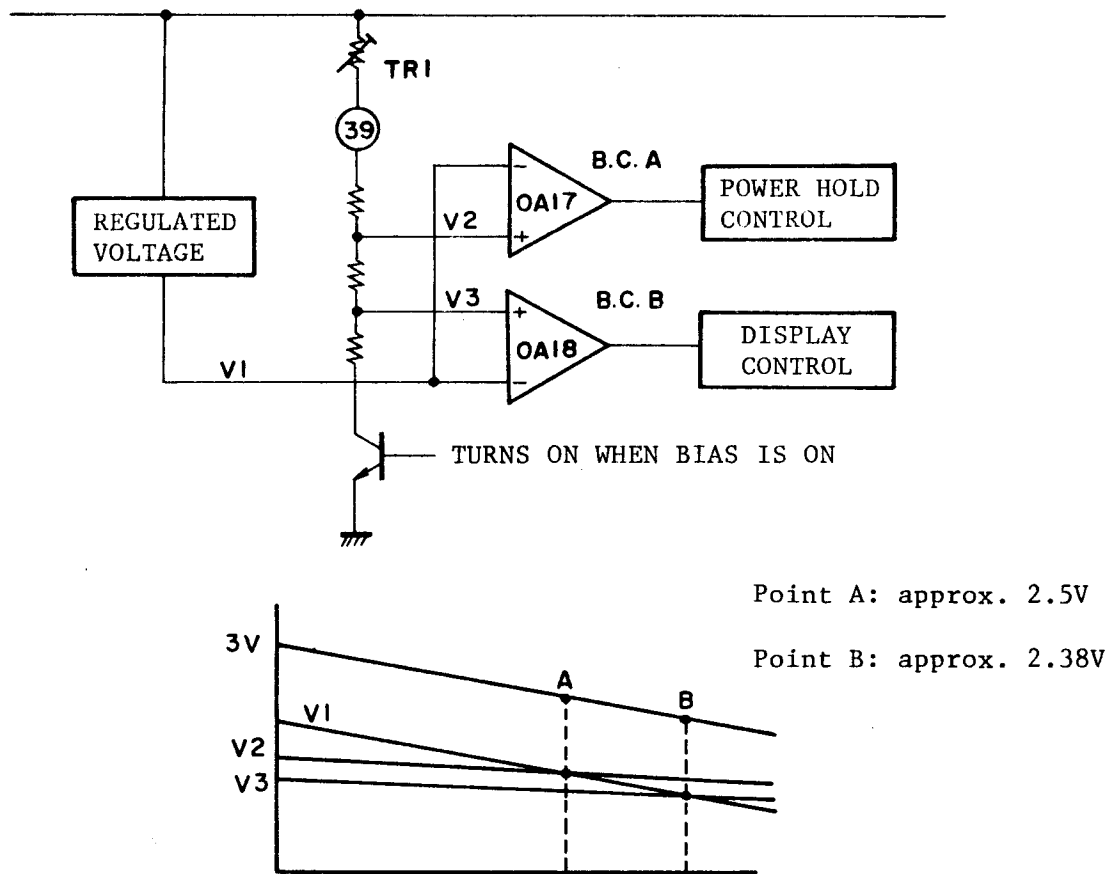 TR1
39
B.C. A
OA17
V2
POWER HOLD
CONTROL
REGULATED
VOLTAGE
B.C. B
V3
OA18
DISPLAY
CONTROL
V1
TURNS ON WHEN BIAS IS ON
Point A: approx. 2.5V
Point B: approx. 2.38V
3V
A
B
V1
V2
V3